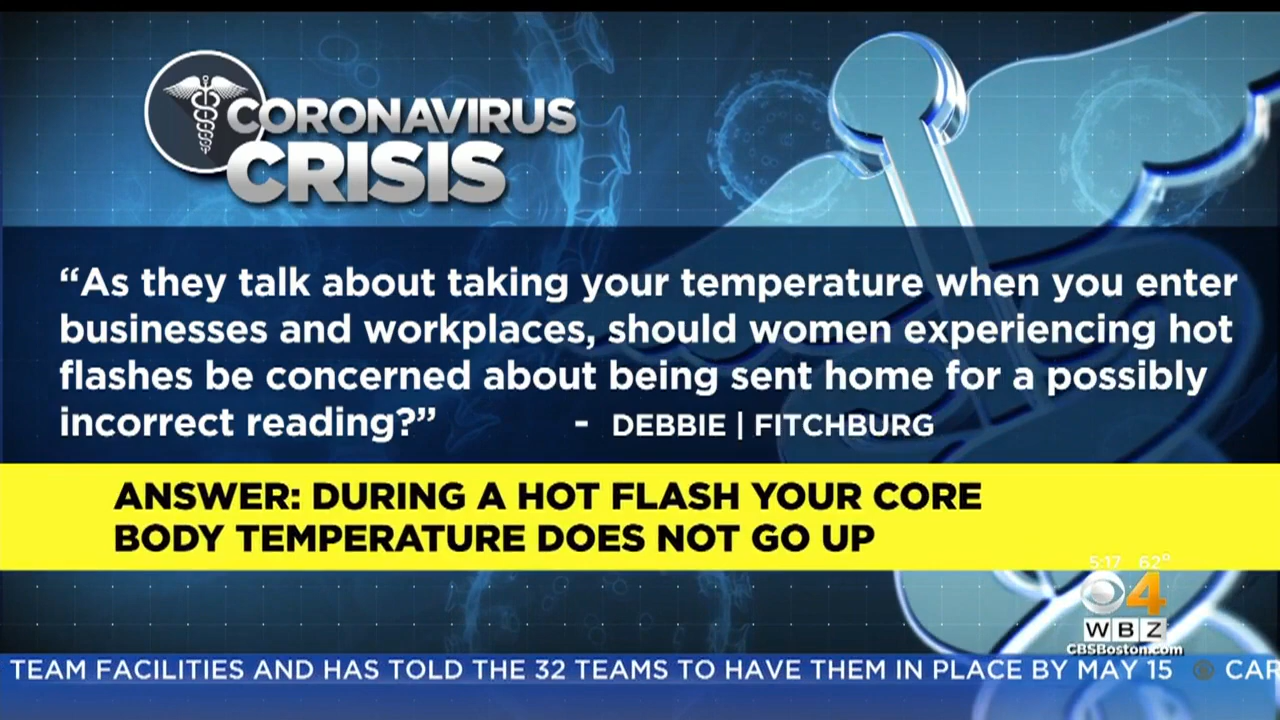 CORONAVIRUS
CRISIS
“As they talk about taking your temperature when you enter
businesses and workplaces, should women experiencing hot
flashes be concerned about being sent home for a possibly
incorrect reading?” - DEBBIE | FITCHBURG
ANSWER: DURING A HOT FLASH YOUR CORE
BODY TEMPERATURE DOES NOT GO UP
5:17 62°
4
WBZ
CBSBoston.com
TEAM FACILITIES AND HAS TOLD THE 32 TEAMS TO HAVE THEM IN PLACE BY MAY 15 CAR